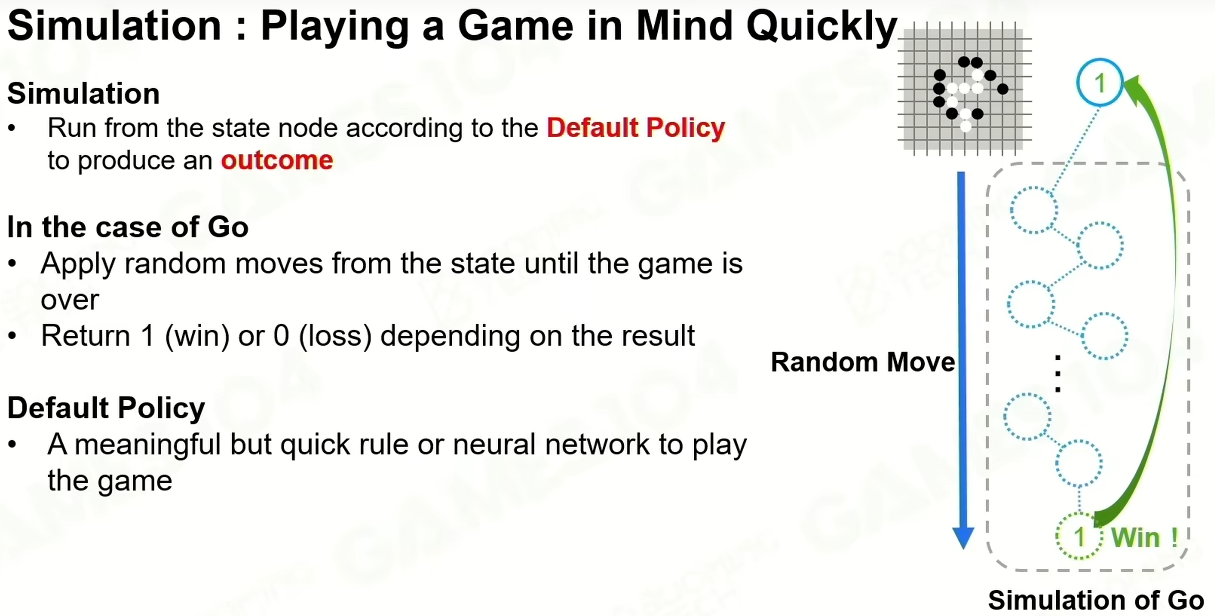 Simulation : Playing a Game in Mind Quickly
Simulation
• Run from the state node according to the Default Policy
to produce an outcome
In the case of Go
• Apply random moves from the state until the game is
over
• Return 1 (win) or 0 (loss) depending on the result
Default Policy
• A meaningful but quick rule or neural network to play
the game
1
Random Move
1 Win !
Simulation of Go
GAMES104